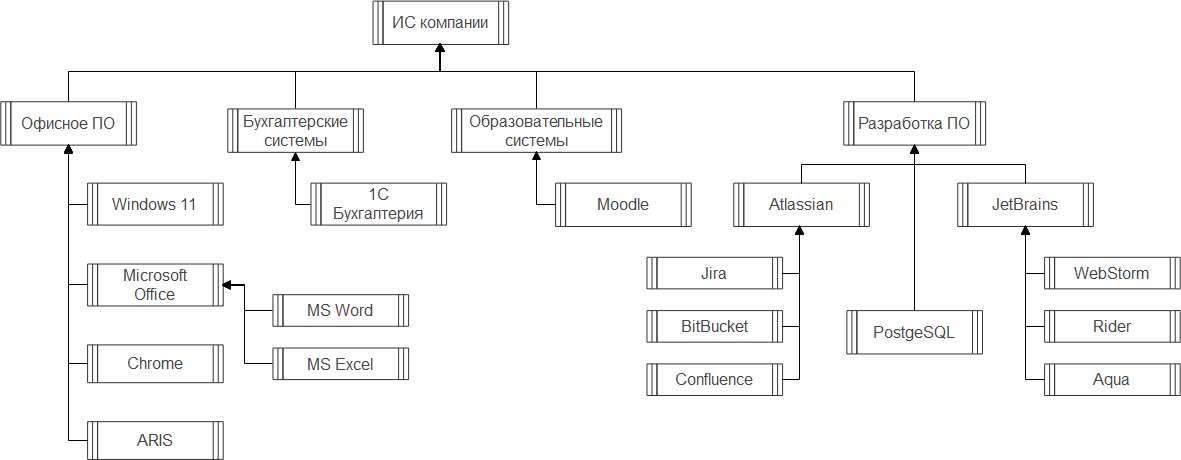 ИС компании
Офисное ПО
Бухгалтерские
системы
Образовательные
системы
Разработка ПО
Windows 11
1С
Бухгалтерия
Moodle
Atlassian
JetBrains
Microsoft
Office
MS Word
MS Excel
Chrome
ARIS
Jira
BitBucket
Confluence
PostgeSQL
WebStorm
Rider
Aqua